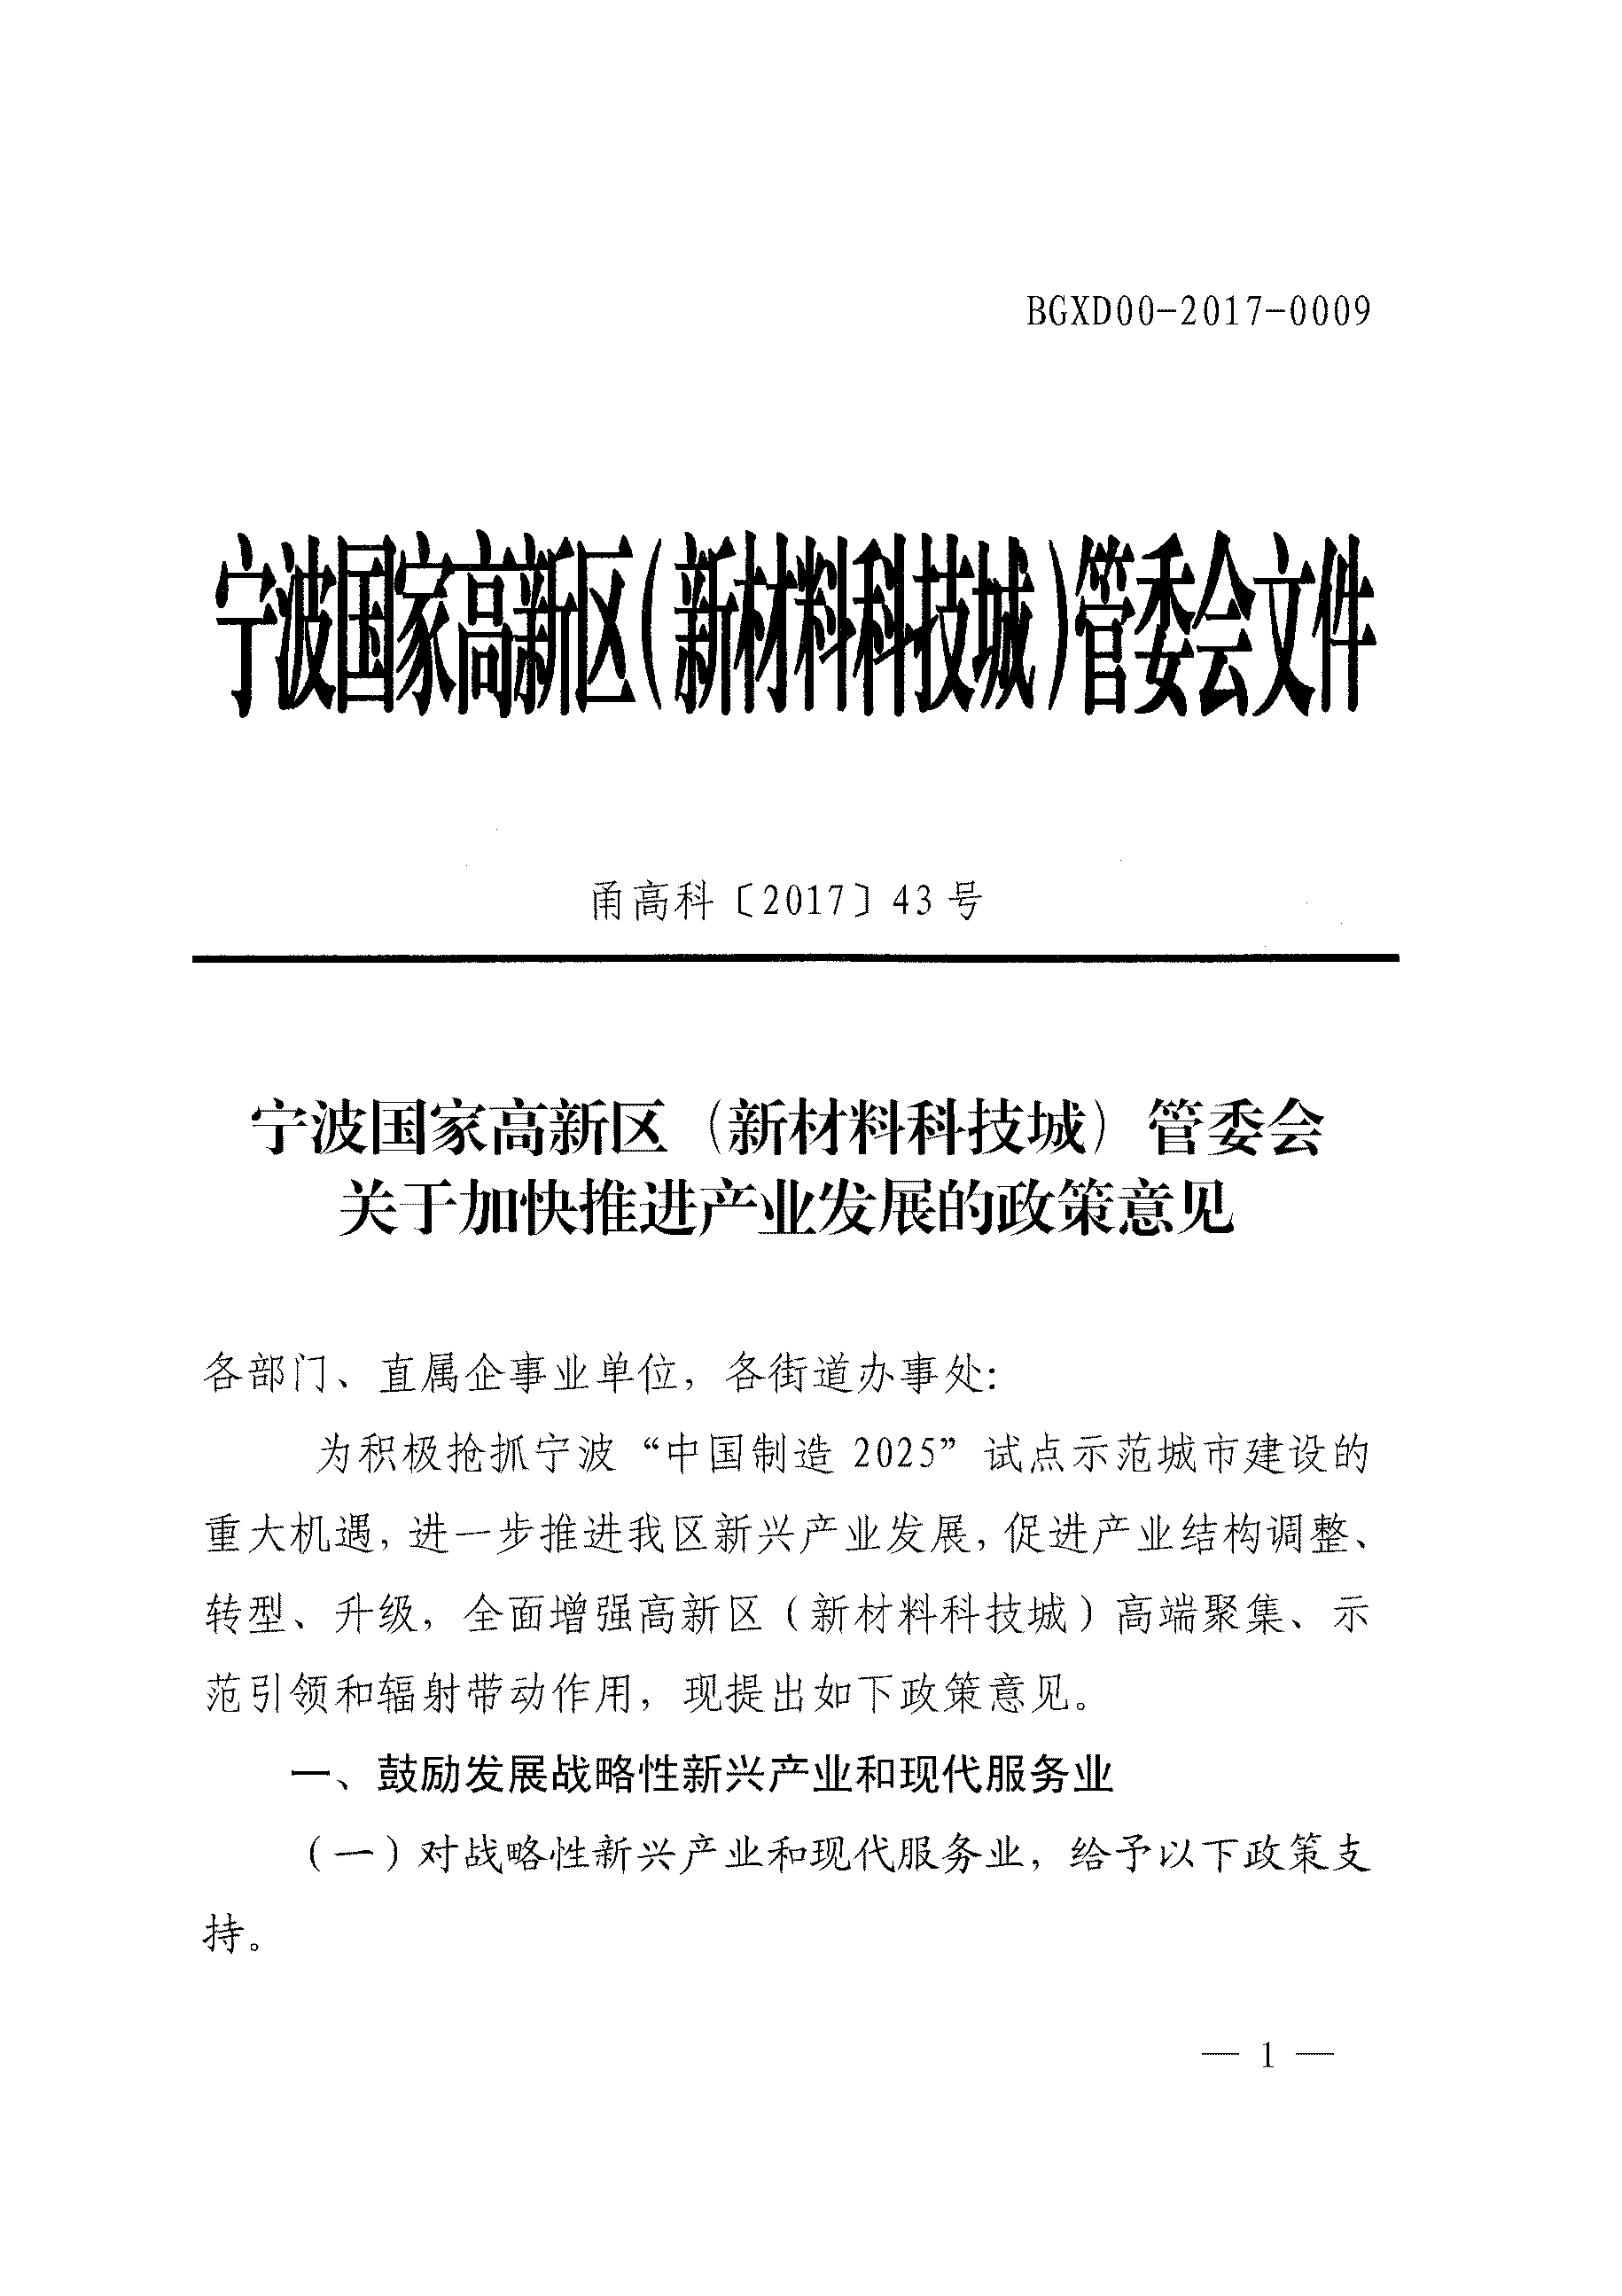 BGXD00-2017-0009
宁波国家高新区（新材料科技城）管委会文件
甬高科〔2017〕43号
宁波国家高新区（新材料科技城）管委会
关于加快推进产业发展的政策意见
各部门、直属企事业单位，各街道办事处：
为积极抢抓宁波“中国制造 2025”试点示范城市建设的
重大机遇，进一步推进我区新兴产业发展，促进产业结构调整、
转型、升级，全面增强高新区（新材料科技城）高端聚集、示
范引领和辐射带动作用，现提出如下政策意见。
一、鼓励发展战略性新兴产业和现代服务业
（一）对战略性新兴产业和现代服务业，给予以下政策支
持。
— 1 —